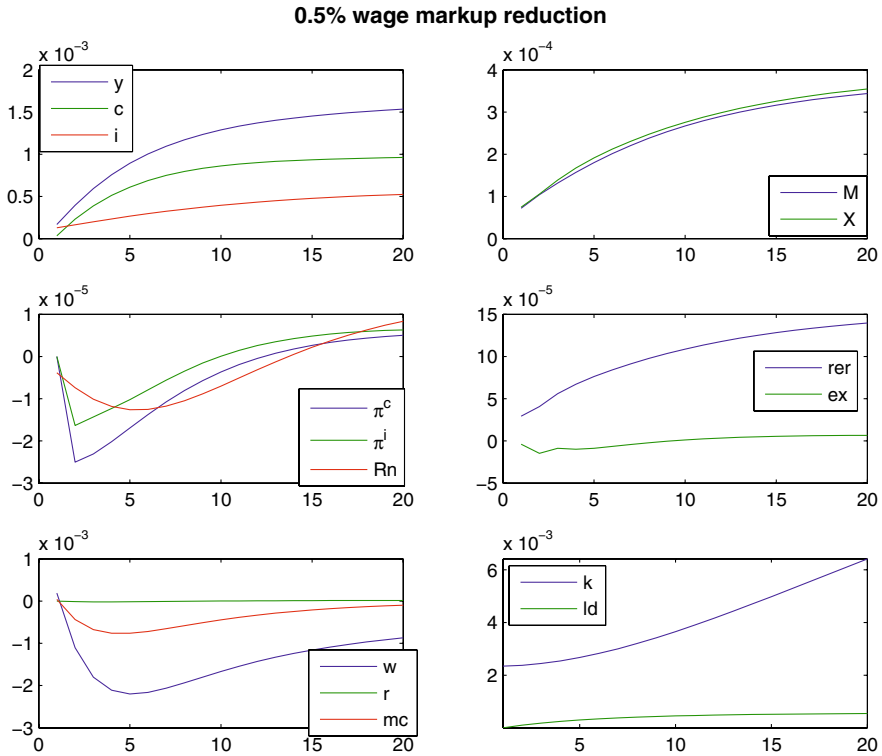 0.5% wage markup reduction
x 10⁻³
2
1.5
1
0.5
0
0 5 10 15 20
y
c
i
x 10⁻⁴
4
3
2
1
0
0 5 10 15 20
M
X
x 10⁻⁵
1
0
−1
−2
−3
0 5 10 15 20
πᶜ
πⁱ
Rn
x 10⁻⁵
15
10
5
0
−5
0 5 10 15 20
rer
ex
x 10⁻³
1
0
−1
−2
−3
0 5 10 15 20
w
r
mc
x 10⁻³
6
4
2
5 10 15 20
k
ld